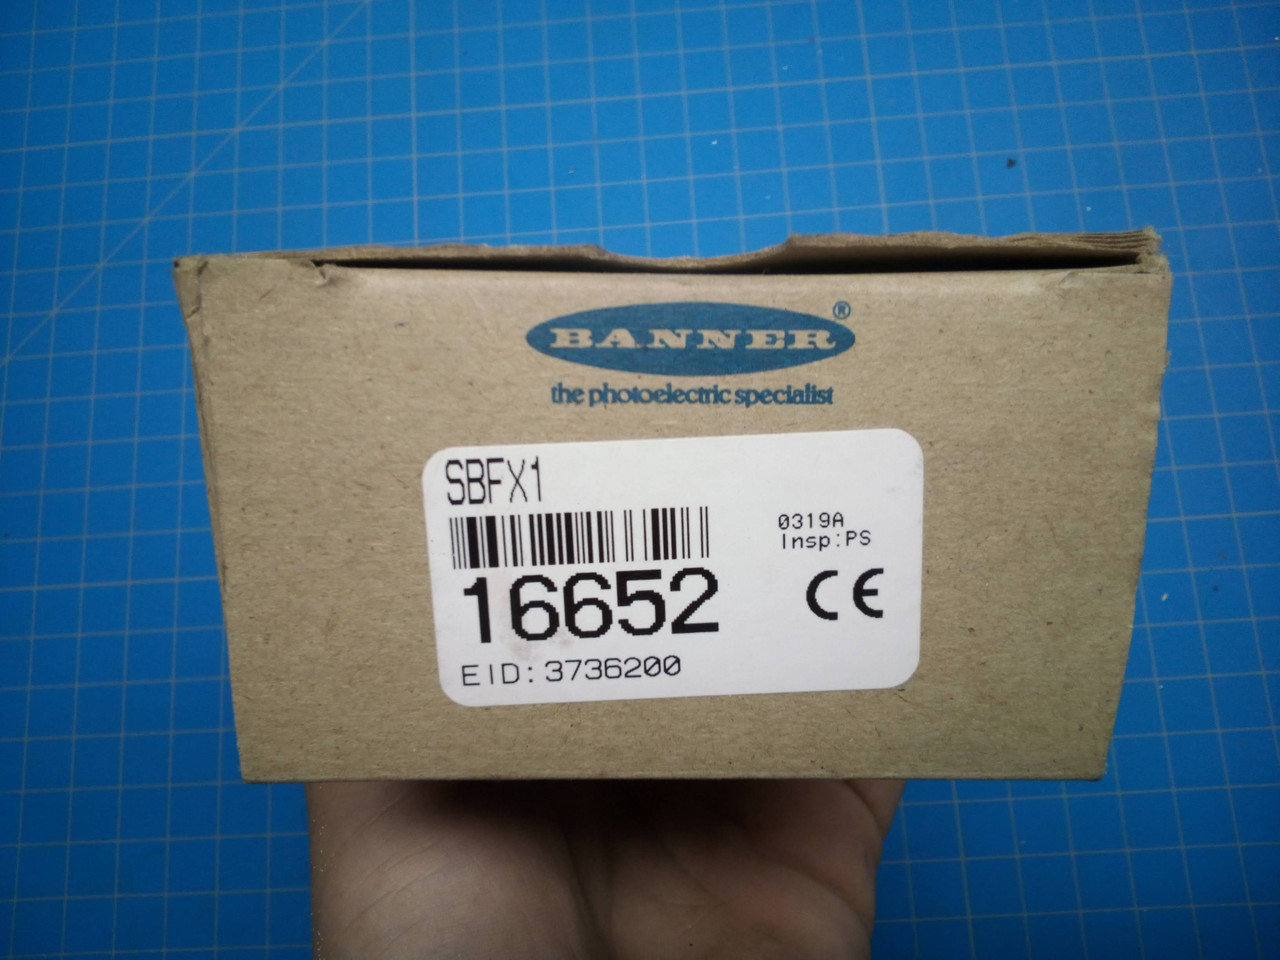 BANNER®
the photoelectric specialist
SBFX1
0319A
Insp:PS
16652
CE
EID:3736200